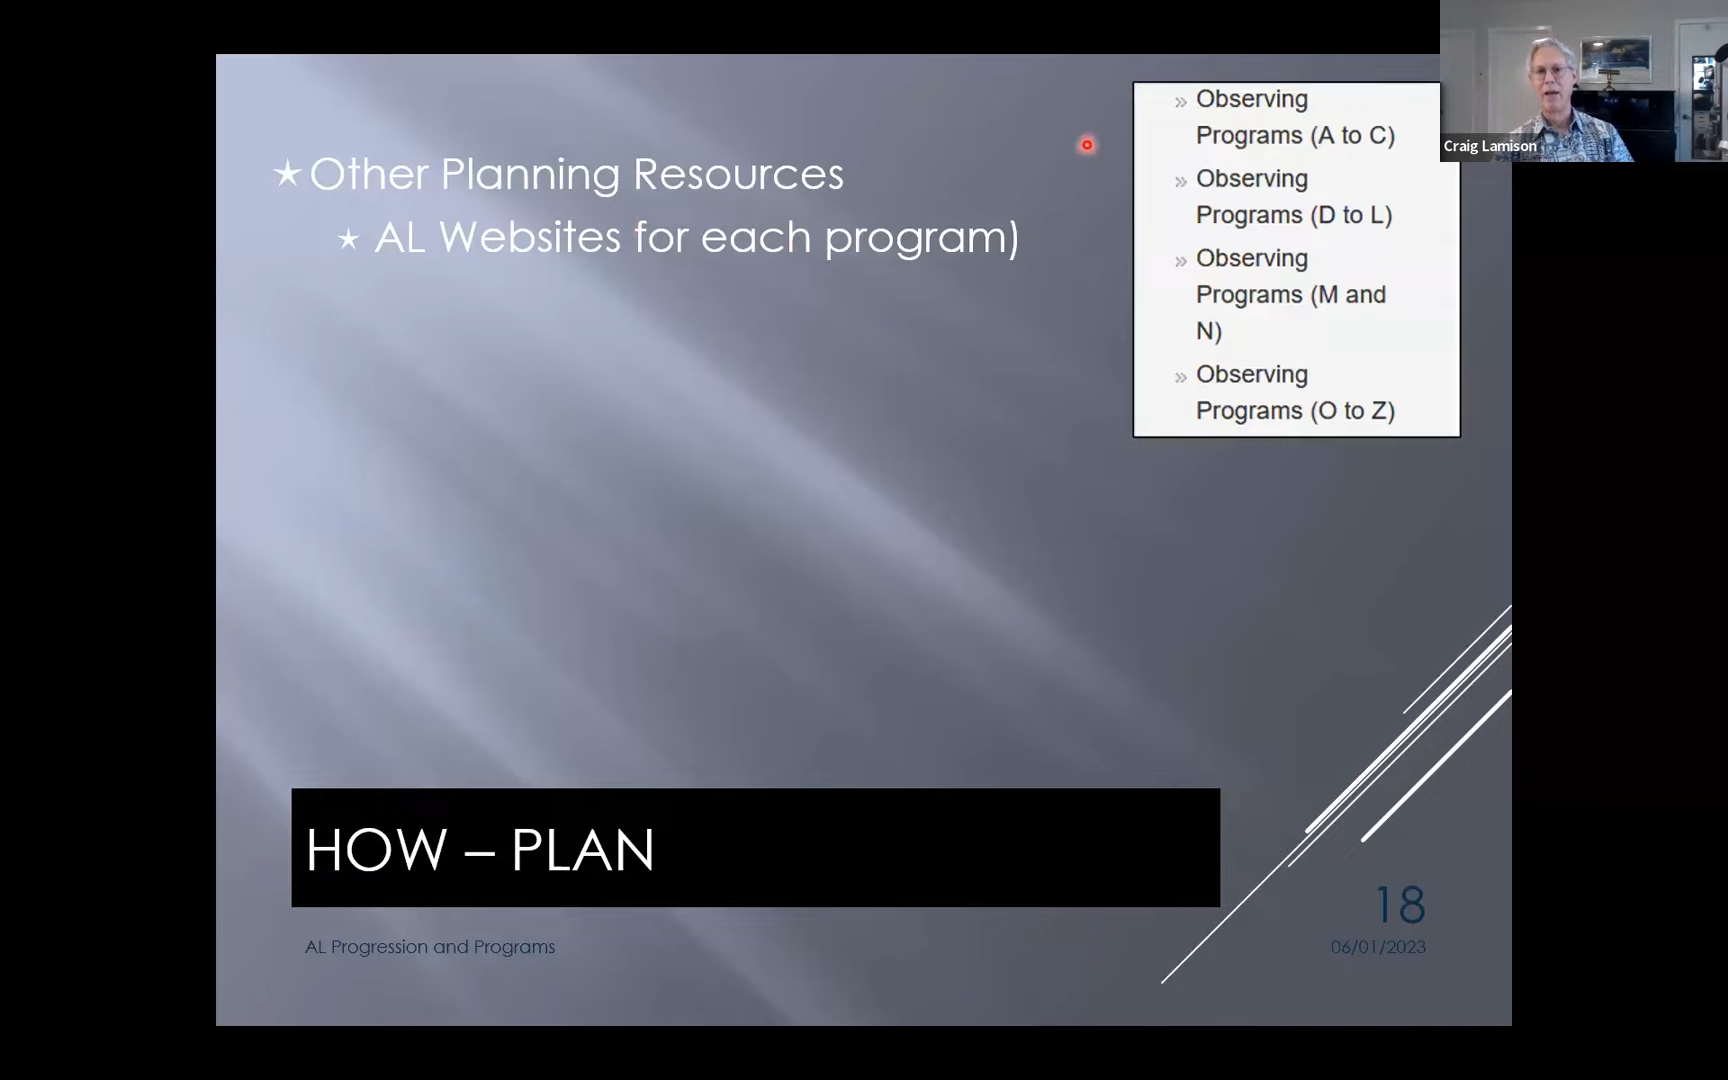 Other Planning Resources
AL Websites for each program)
» Observing
Programs (A to C)
» Observing
Programs (D to L)
» Observing
Programs (M and
N)
» Observing
Programs (O to Z)
Craig Lamison
HOW – PLAN
18
AL Progression and Programs
06/01/2023